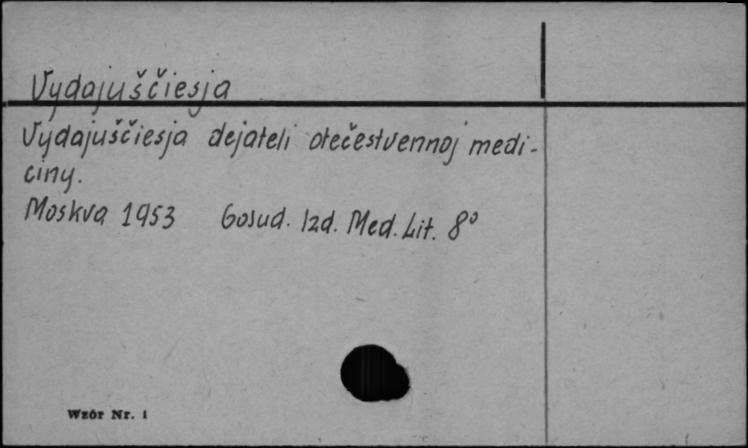 Vydajuščiesja
Vydajuščiesja dejateli otečestvennoj medi-
ciny.
Moskva 1953 Gosud. Izd. Med. Lit. 8°
Wzór Nr. 1